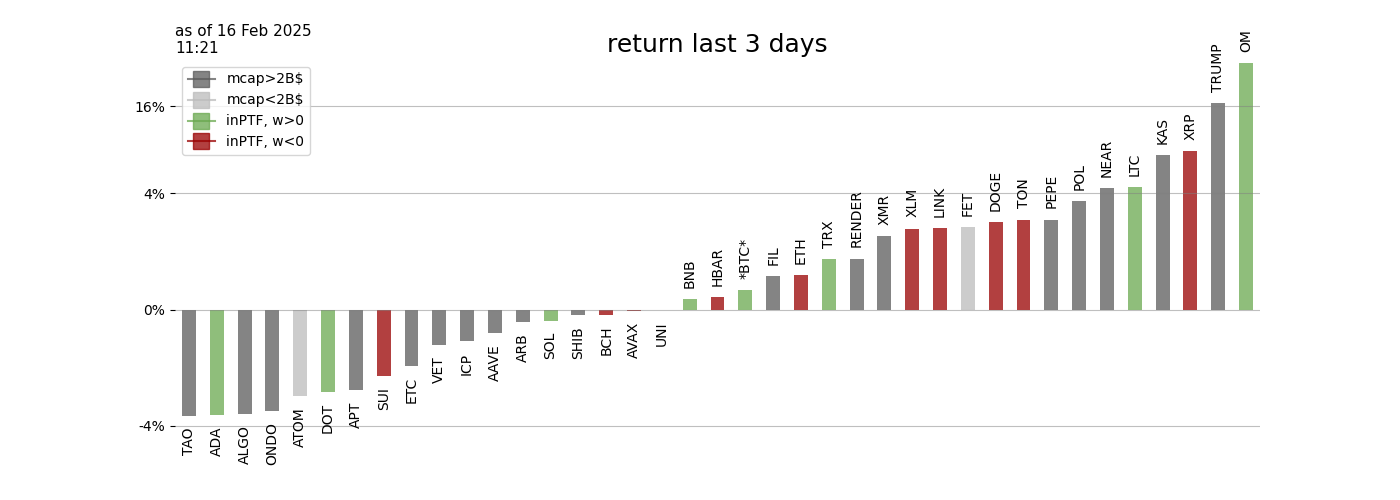 as of 16 Feb 2025
11:21
return last 3 days
mcap>2B$
mcap<2B$
inPTF, w>0
inPTF, w<0
16%
4%
0%
-4%
TAO
ADA
ALGO
ONDO
ATOM
DOT
APT
SUI
ETC
VET
ICP
AAVE
ARB
SOL
SHIB
BCH
AVAX
UNI
BNB
HBAR
*BTC*
FIL
ETH
TRX
RENDER
XMR
XLM
LINK
FET
DOGE
TON
PEPE
POL
NEAR
LTC
KAS
XRP
TRUMP
OM